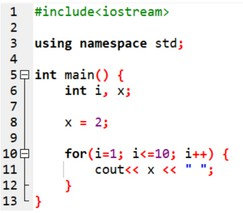 1 #include<iostream>
2
3 using namespace std;
4
5 int main() {
6 int i, x;
7
8 x = 2;
9
10 for(i=1; i<=10; i++) {
11 cout<< x << " ";
12 }
13 }